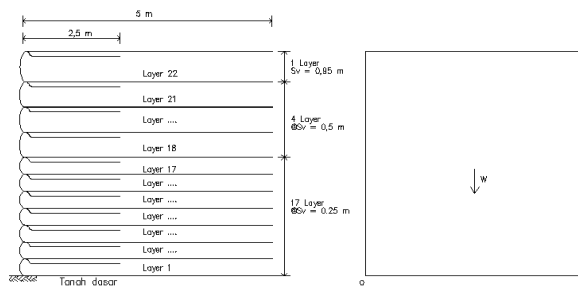 5 m
2,5 m
Layer 22
Layer 21
Layer ....
Layer 18
Layer 17
Layer ....
Layer ....
Layer ....
Layer ....
Layer ....
Layer 1
Tanah dasar
1 Layer
Sv = 0,85 m
4 Layer
@Sv = 0,5 m
17 Layer
@Sv = 0.25 m
W
O